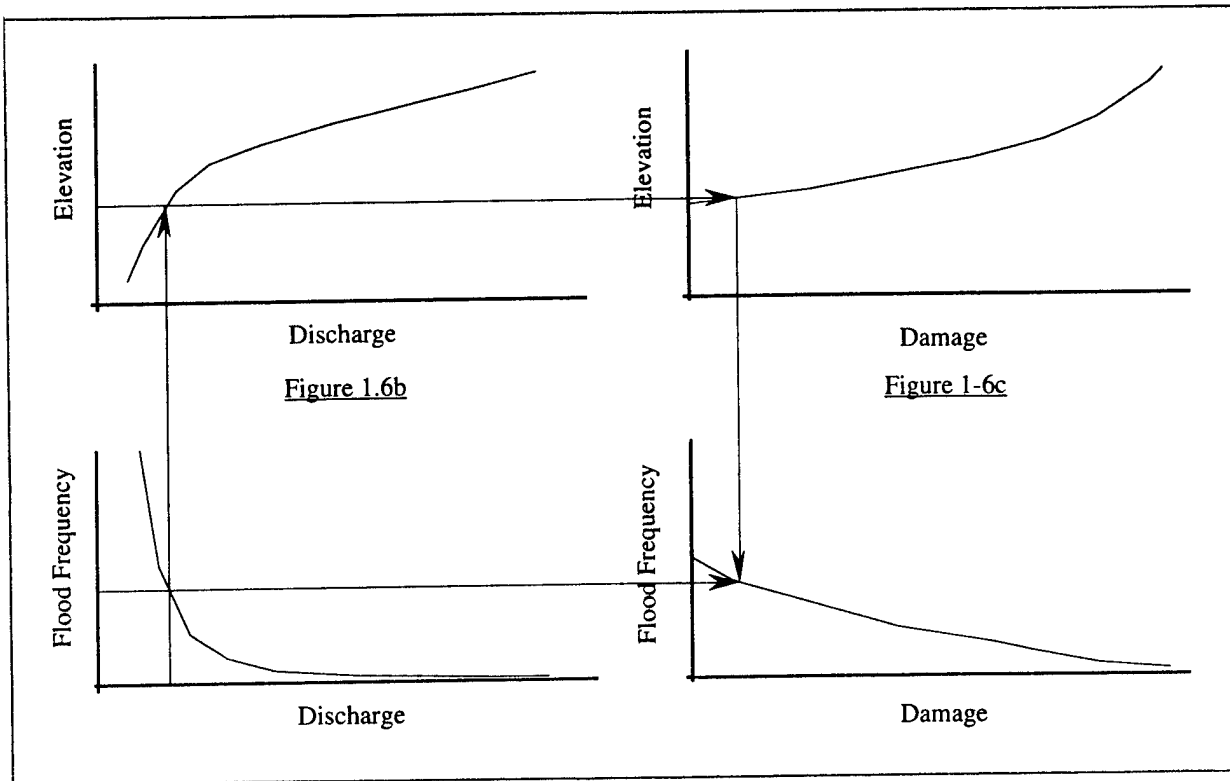 Elevation
Elevation
Discharge
Damage
Figure 1.6b
Figure 1-6c
Flood Frequency
Flood Frequency
Discharge
Damage